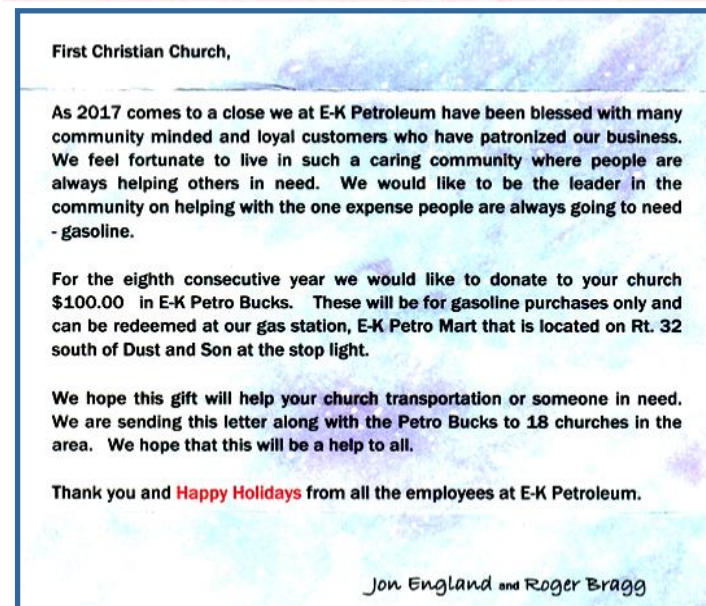 First Christian Church,
As 2017 comes to a close we at E-K Petroleum have been blessed with many
community minded and loyal customers who have patronized our business.
We feel fortunate to live in such a caring community where people are
always helping others in need. We would like to be the leader in the
community on helping with the one expense people are always going to need
- gasoline.
For the eighth consecutive year we would like to donate to your church
$100.00 in E-K Petro Bucks. These will be for gasoline purchases only and
can be redeemed at our gas station, E-K Petro Mart that is located on Rt. 32
south of Dust and Son at the stop light.
We hope this gift will help your church transportation or someone in need.
We are sending this letter along with the Petro Bucks to 18 churches in the
area. We hope that this will be a help to all.
Thank you and Happy Holidays from all the employees at E-K Petroleum.
Jon England and Roger Bragg